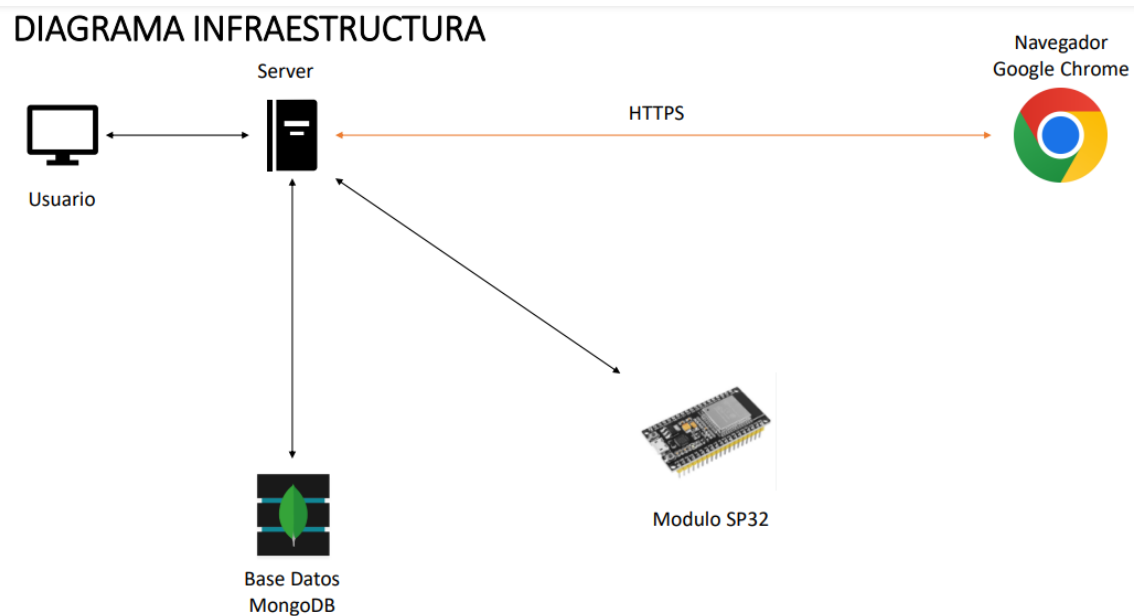 DIAGRAMA INFRAESTRUCTURA
Navegador
Google Chrome
Server
HTTPS
Usuario
Modulo SP32
Base Datos
MongoDB